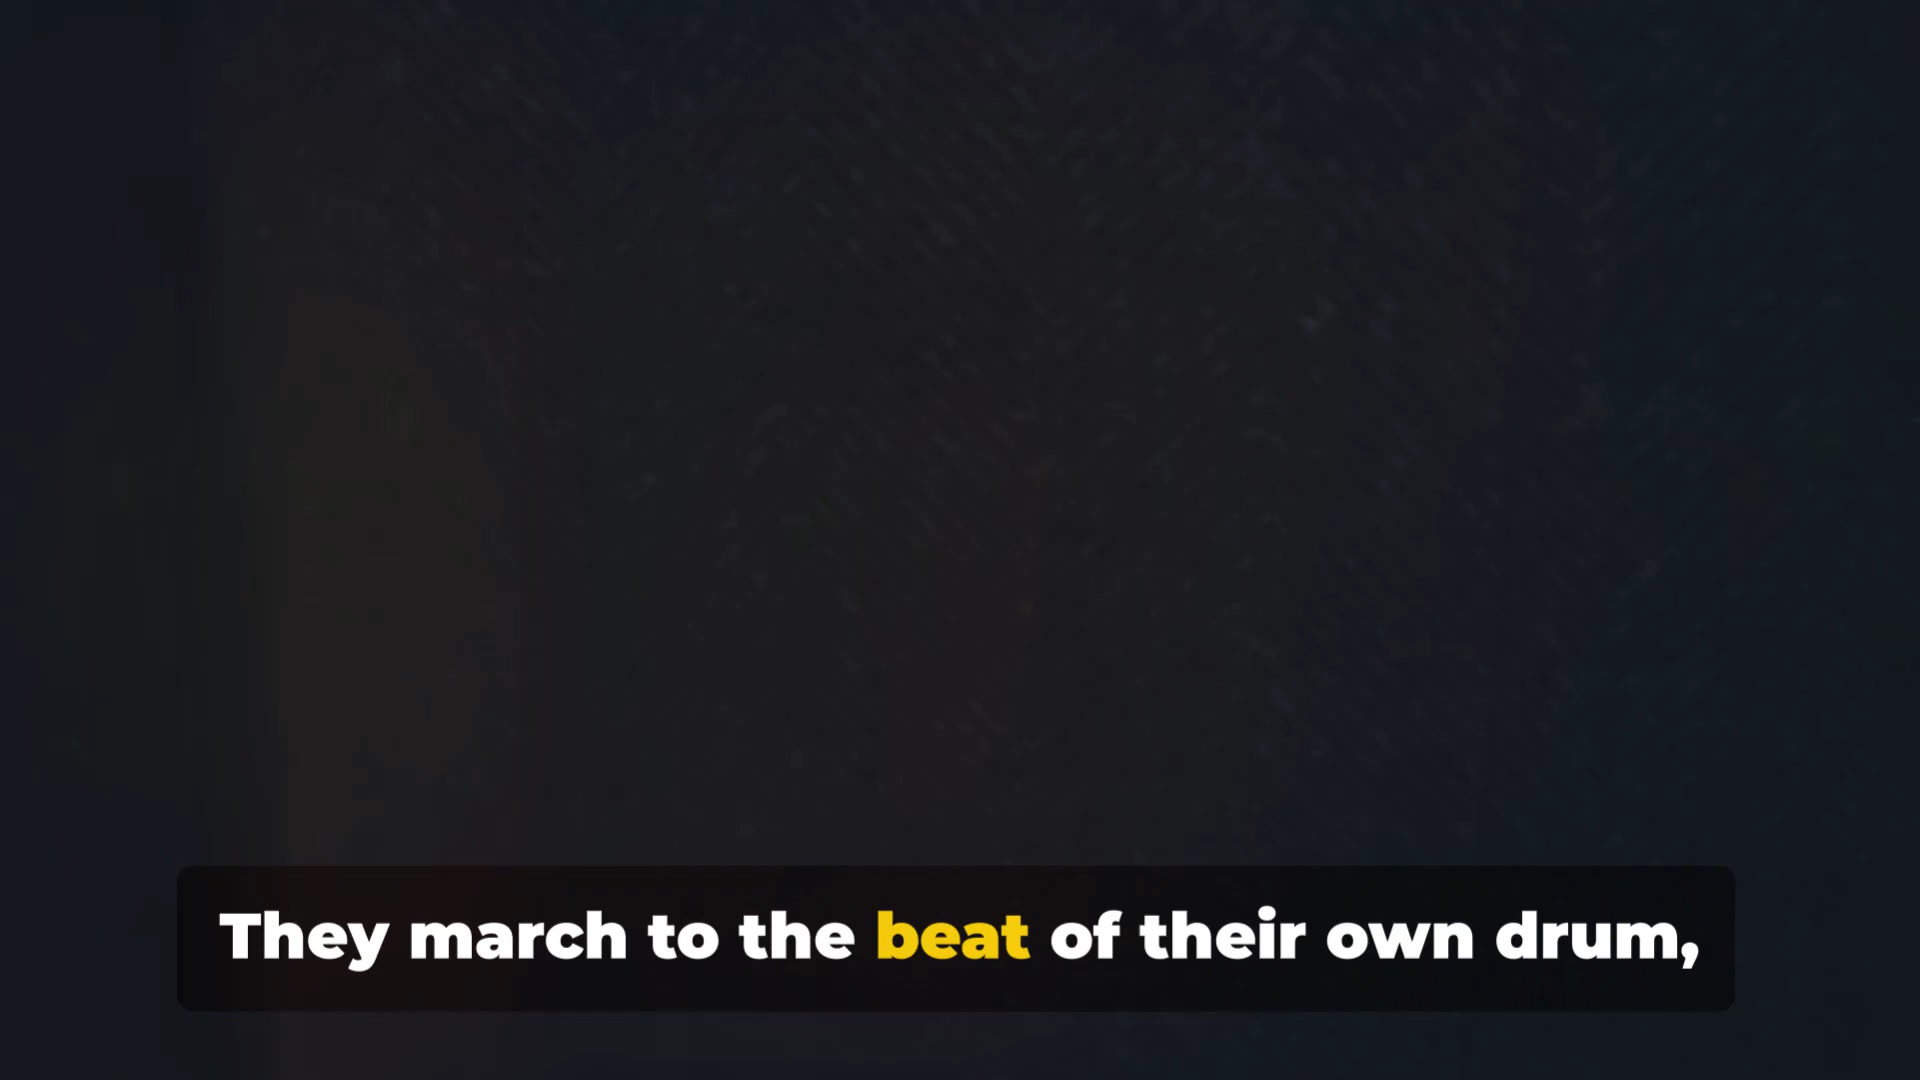 They march to the beat of their own drum,